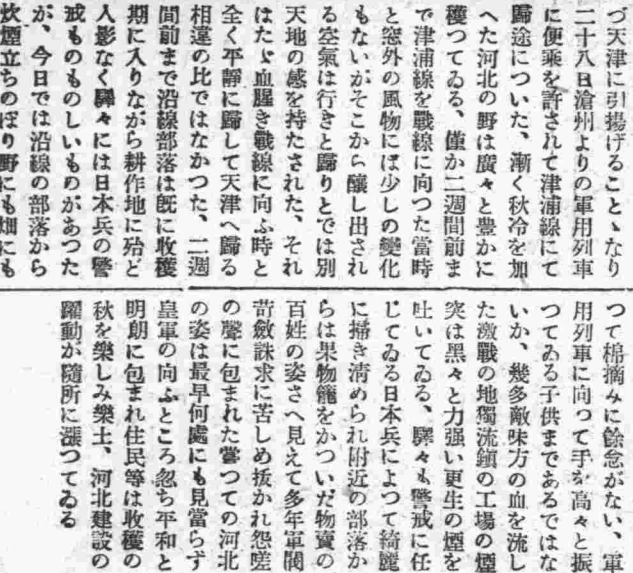 づ天津に引揚げることゝなり
二十八日滄州よりの軍用列車
に便乘を許されて津浦線にて
歸途についた、漸く秋冷を加
へた河北の野は廣々と豊かに
穫つてゐる、僅か二週間前ま
で津浦線を戰線に向つた當時
と窓外の風物にほ少しの變化
もないがそこから釀し出され
る空氣は行きと歸りとでは別
天地の感を持たされた、それ
はたゞ血腥き戰線に向ふ時と
全く平靜に歸して天津へ歸る
相違の比ではなかつた、二週
間前まで沿線部落は旣に收穫
期に入りながら耕作地に殆ど
人影なく驛々には日本兵の警
戒ものものしいものがあつた
が、今日では沿線の部落から
炊煙立ちのぼり野にも畑にも
つて棉摘みに餘念がない、軍
用列車に向って手を高々と振
つてゐる子供まであるではな
いか、幾多敵味方の血を流し
た激戰の地獨流鎭の工場の煙
突は黑々と力强い更生の煙を
吐いてゐる、驛々も警戒に任
じてゐる日本兵によつて綺麗
に掃き清められ附近の部落か
らは果物籠をかついだ物賣の
百姓の姿さへ見えて多年軍閥
苛斂誅求に苦しめ拔かれ怨嗟
の聲に包まれた嘗つての河北
の姿は最早何處にも見當らず
皇軍の向ふところ忽ち平和と
明朗に包まれ住民等は收穫の
秋を樂しみ樂土、河北建設の
躍動が隨所に漲つてゐる